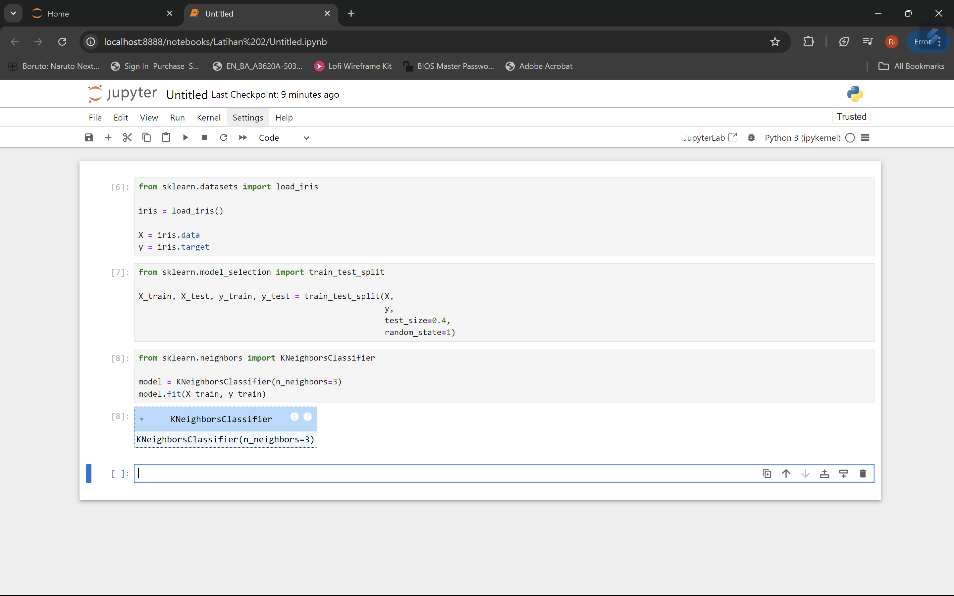 Home
Untitled
localhost:8888/notebooks/Latihan%202/Untitled.ipynb
Ri
Error
Boruto: Naruto Next...
Sign In Purchase S...
EN_BA_A3620A-503...
Lofi Wireframe Kit
BIOS Master Passwo...
Adobe Acrobat
All Bookmarks
jupyter Untitled Last Checkpoint: 9 minutes ago
File Edit View Run Kernel Settings Help
Trusted
Code
JupyterLab
Python 3 (ipykernel)
[6]: from sklearn.datasets import load_iris
iris = load_iris()
X = iris.data
y = iris.target
[7]: from sklearn.model_selection import train_test_split
X_train, X_test, y_train, y_test = train_test_split(X,
y,
test_size=0.4,
random_state=1)
[8]: from sklearn.neighbors import KNeighborsClassifier
model = KNeighborsClassifier(n_neighbors=3)
model.fit(X_train, y_train)
[8]: KNeighborsClassifier
KNeighborsClassifier(n_neighbors=3)
[ ]: